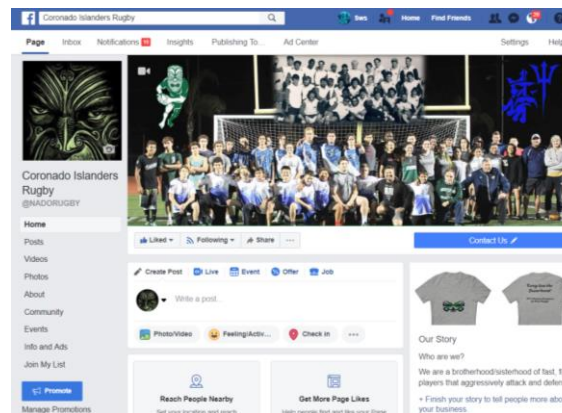 Coronado Islanders Rugby
Sws Home Find Friends
Page Inbox Notifications Insights Publishing To... Ad Center Settings Help
Coronado Islanders Rugby
@NADORUGBY
Home
Posts
Videos
Photos
About
Community
Events
Info and Ads
Join My List
Promote
Manage Promotions
Liked Following Share ...
Contact Us
Create Post Live Event Offer Job
Write a post...
Photo/Video Feeling/Activ... Check in ...
Reach People Nearby
Get More Page Likes
Our Story
Who are we?
We are a brotherhood/sisterhood of fast,
players that aggressively attack and
+ Finish your story to tell people more
your business.